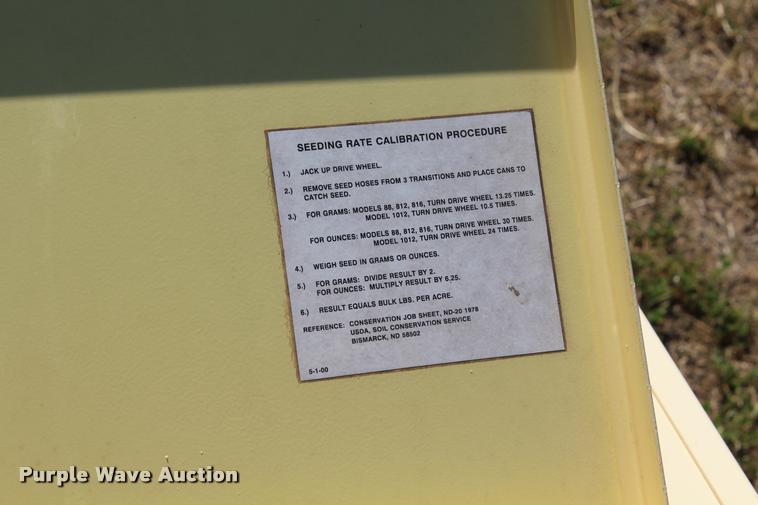 SEEDING RATE CALIBRATION PROCEDURE
1.) JACK UP DRIVE WHEEL.
2.) REMOVE SEED HOSES FROM 3 TRANSITIONS AND PLACE CANS TO
CATCH SEED.
3.) FOR GRAMS: MODELS 88, 812, 816, TURN DRIVE WHEEL 13.25 TIMES.
MODEL 1012, TURN DRIVE WHEEL 10.5 TIMES.
FOR OUNCES: MODELS 88, 812, 816, TURN DRIVE WHEEL 30 TIMES.
MODEL 1012, TURN DRIVE WHEEL 24 TIMES.
4.) WEIGH SEED IN GRAMS OR OUNCES.
5.) FOR GRAMS: DIVIDE RESULT BY 2.
FOR OUNCES: MULTIPLY RESULT BY 6.25.
6.) RESULT EQUALS BULK LBS. PER ACRE.
REFERENCE: CONSERVATION JOB SHEET, ND-20 1978
USDA, SOIL CONSERVATION SERVICE
BISMARCK, ND 58502
5-1-00
Purple Wave Auction